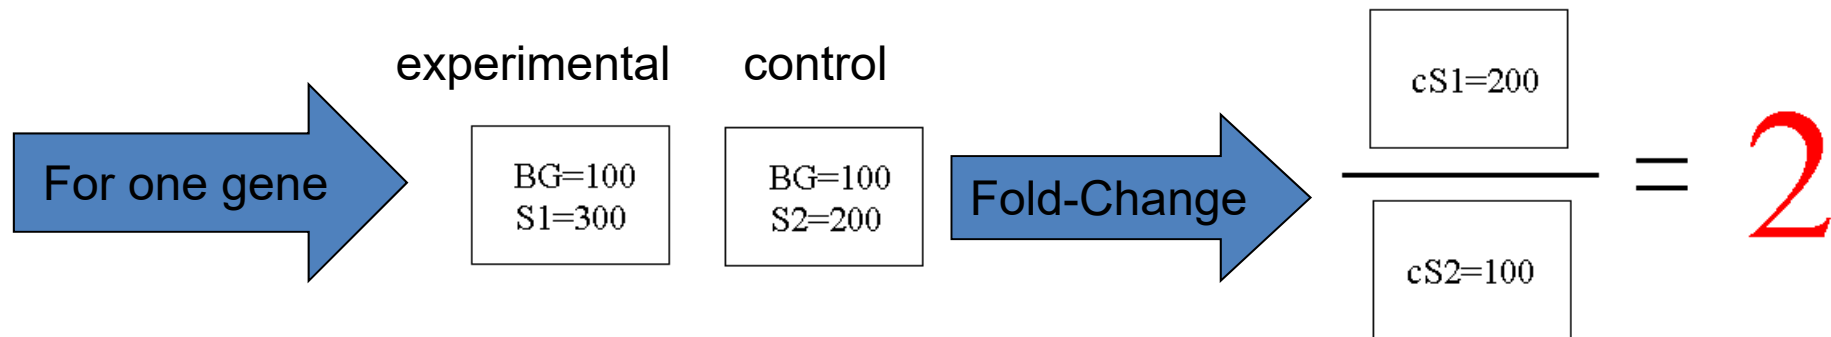 For one gene
experimental
BG=100
S1=300
control
BG=100
S2=200
Fold-Change
cS1=200
cS2=100
= 2